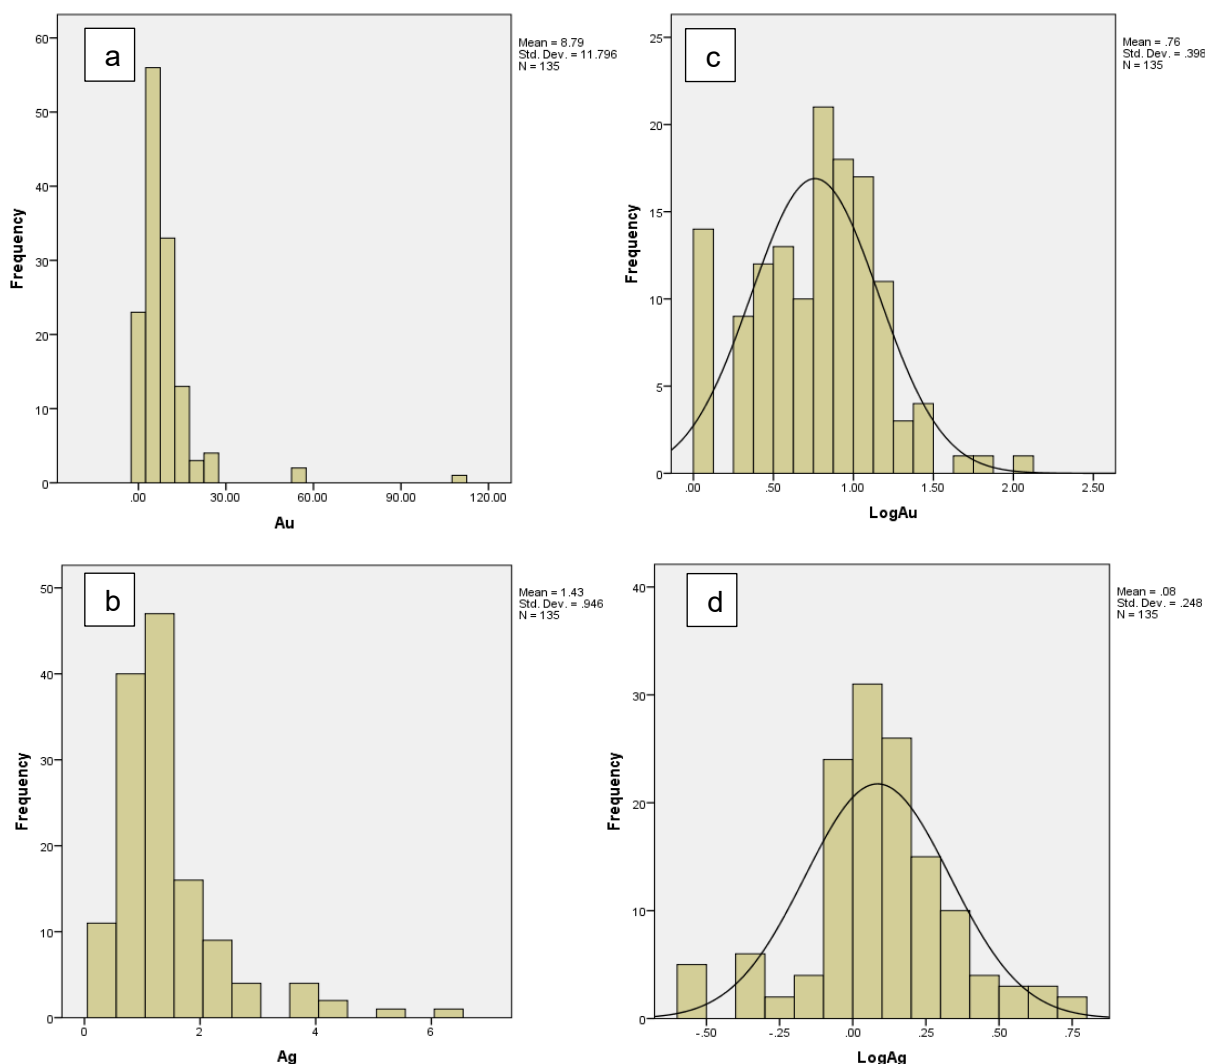 a
Mean = 8.79
Std. Dev. = 11.796
N = 135
60
50
40
30
20
10
0
Frequency
.00 30.00 60.00 90.00 120.00
Au
c
Mean = .76
Std. Dev. = .398
N = 135
25
20
15
10
5
0
Frequency
.00 .50 1.00 1.50 2.00 2.50
LogAu
b
Mean = 1.43
Std. Dev. = .946
N = 135
50
40
30
20
10
0
Frequency
0 2 4 6
Ag
d
Mean = .08
Std. Dev. = .248
N = 135
40
30
20
10
0
Frequency
-.50 -.25 .00 .25 .50 .75
LogAg